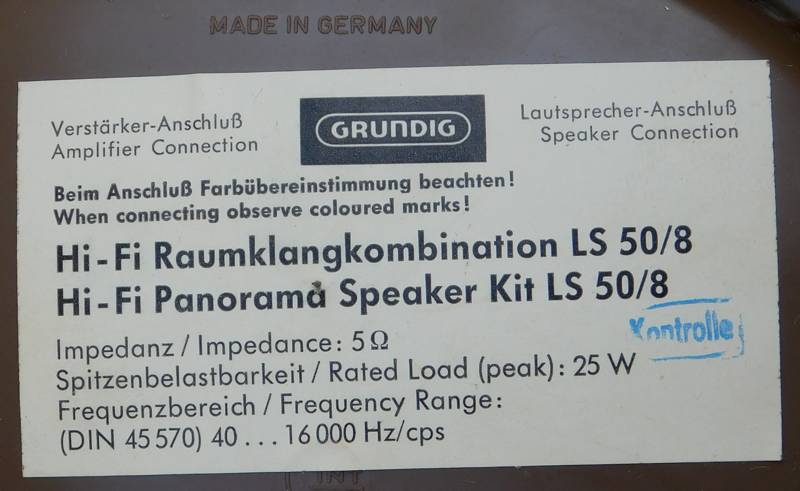 MADE IN GERMANY
Verstärker-Anschluß
Amplifier Connection
GRUNDIG
Lautsprecher-Anschluß
Speaker Connection
Beim Anschluß Farbübereinstimmung beachten!
When connecting observe coloured marks!
Hi-Fi Raumklangkombination LS 50/8
Hi-Fi Panorama Speaker Kit LS 50/8
Kontrolle
Impedanz / Impedance: 5 Ω
Spitzenbelastbarkeit / Rated Load (peak): 25 W
Frequenzbereich / Frequency Range:
(DIN 45 570) 40 ... 16 000 Hz/cps